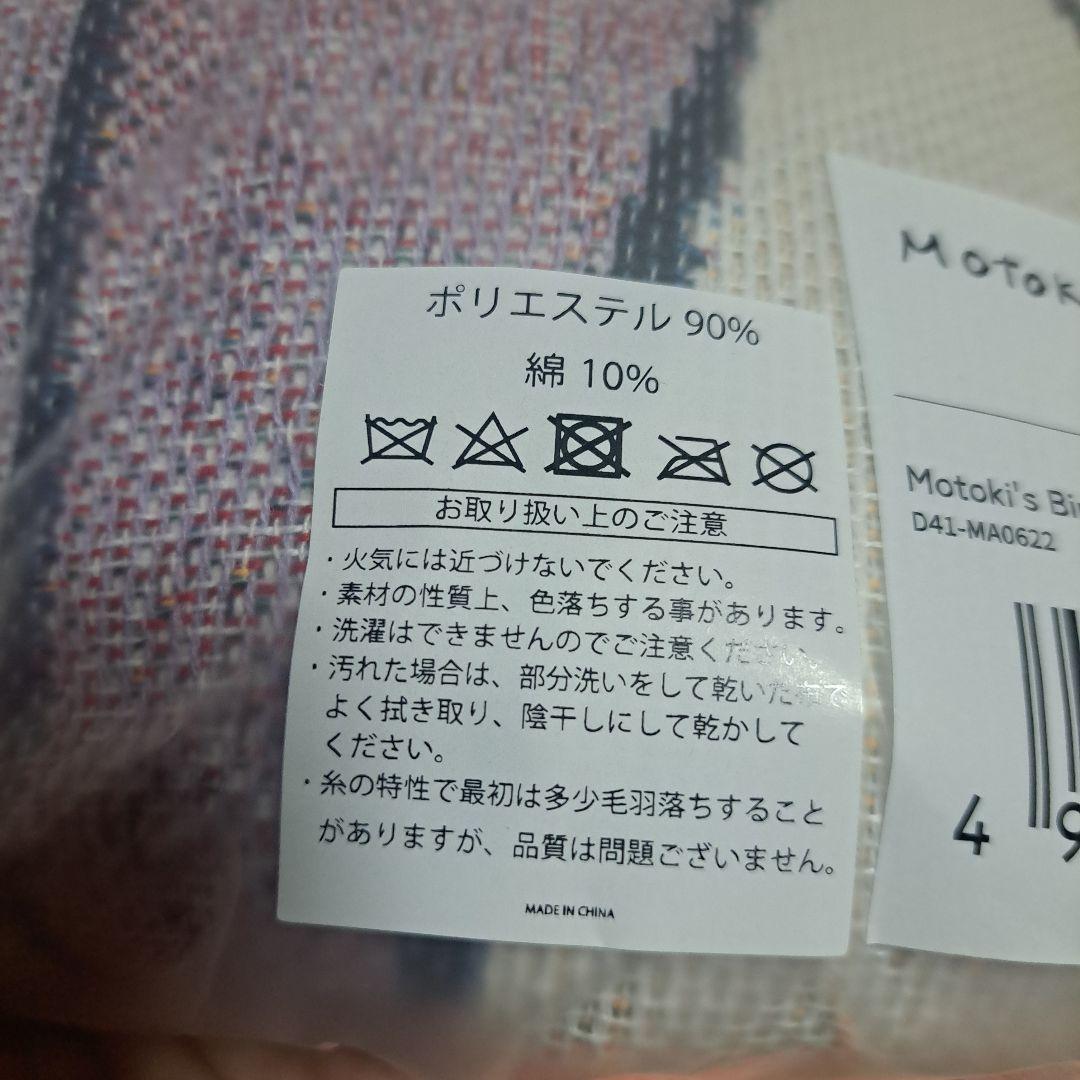 ポリエステル 90%
綿 10%
お取り扱い上のご注意
・火気には近づけないでください。
・素材の性質上、色落ちする事があります。
・洗濯はできませんのでご注意くださ
・汚れた場合は、部分洗いをして乾いた布で
よく拭き取り、陰干しにして乾かして
ください。
・糸の特性で最初は多少毛羽落ちすること
がありますが、品質は問題ございません。
MADE IN CHINA
Motok
Motoki's Bi
D41-MA0622
4 9